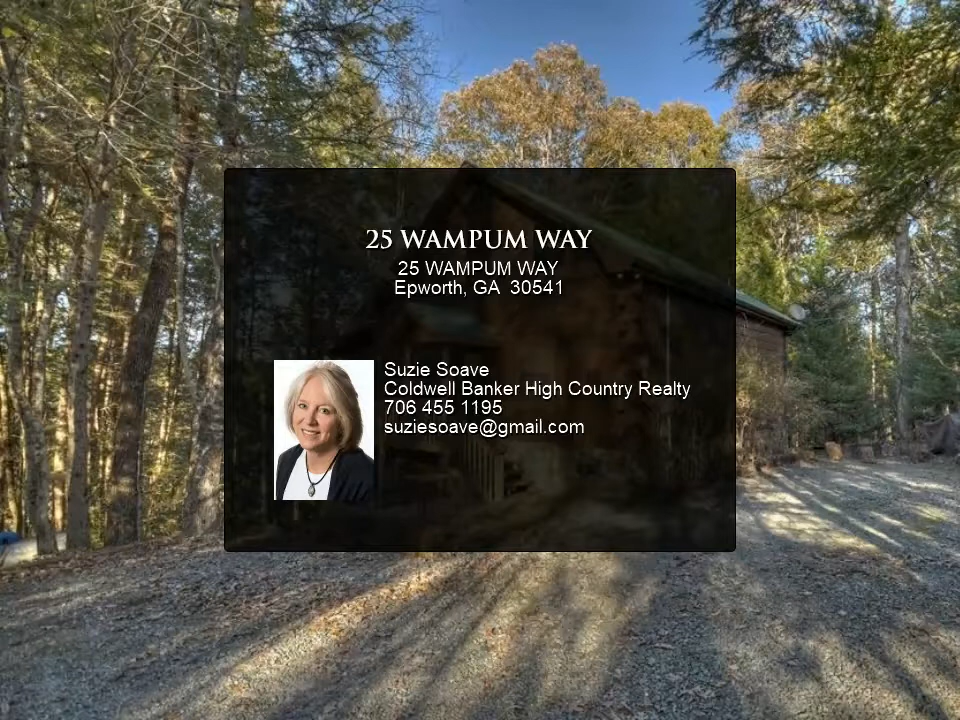 25 WAMPUM WAY
25 WAMPUM WAY
Epworth, GA 30541
Suzie Soave
Coldwell Banker High Country Realty
706 455 1195
suziesoave@gmail.com